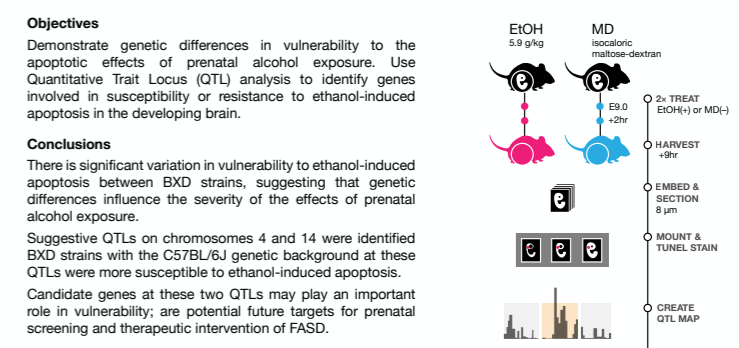 Objectives
Demonstrate genetic differences in vulnerability to the
apoptotic effects of prenatal alcohol exposure. Use
Quantitative Trait Locus (QTL) analysis to identify genes
involved in susceptibility or resistance to ethanol-induced
apoptosis in the developing brain.
Conclusions
There is significant variation in vulnerability to ethanol-induced
apoptosis between BXD strains, suggesting that genetic
differences influence the severity of the effects of prenatal
alcohol exposure.
Suggestive QTLs on chromosomes 4 and 14 were identified
BXD strains with the C57BL/6J genetic background at these
QTLs were more susceptible to ethanol-induced apoptosis.
Candidate genes at these two QTLs may play an important
role in vulnerability; are potential future targets for prenatal
screening and therapeutic intervention of FASD.
EtOH
5.9 g/kg
MD
isocaloric
maltose-dextran
E9.0
+2hr
2× TREAT
EtOH(+) or MD(–)
HARVEST
+9hr
EMBED &
SECTION
8 µm
MOUNT &
TUNEL STAIN
CREATE
QTL MAP